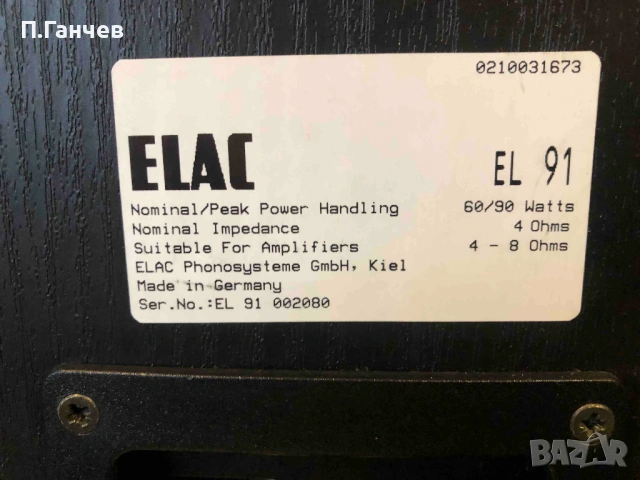 П.Ганчев
0210031673
ELAC EL 91
Nominal/Peak Power Handling 60/90 Watts
Nominal Impedance 4 Ohms
Suitable For Amplifiers 4 - 8 Ohms
ELAC Phonosysteme GmbH, Kiel
Made in Germany
Ser.No.:EL 91 002080
BAZAR